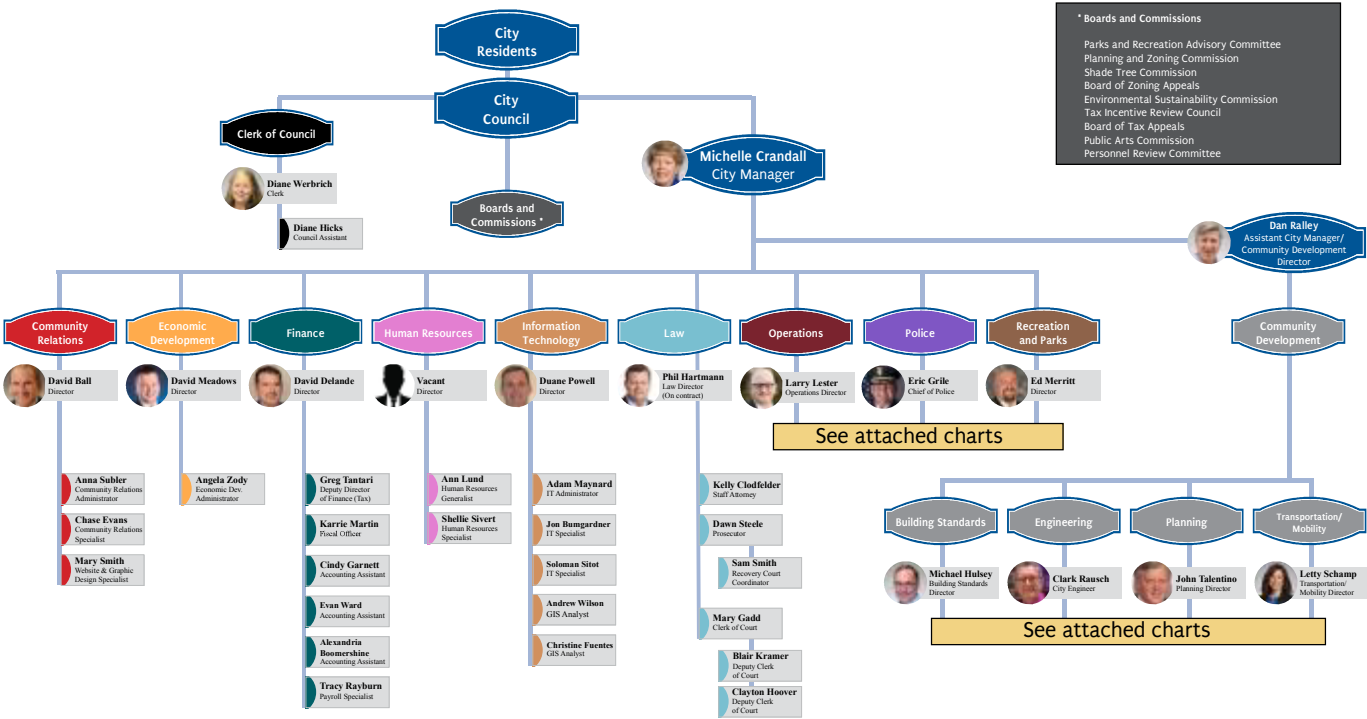 City
Residents
* Boards and Commissions
Parks and Recreation Advisory Committee
Planning and Zoning Commission
Shade Tree Commission
Board of Zoning Appeals
Environmental Sustainability Commission
Tax Incentive Review Council
Board of Tax Appeals
Public Arts Commission
Personnel Review Committee
City
Council
Clerk of Council
Diane Werbrich
Clerk
Diane Hicks
Council Assistant
Boards and
Commissions *
Michelle Crandall
City Manager
Dan Ralley
Assistant City Manager/
Community Development
Director
Community
Relations
David Ball
Director
Anna Subler
Community Relations
Administrator
Chase Evans
Community Relations
Specialist
Mary Smith
Website & Graphic
Design Specialist
Economic
Development
David Meadows
Director
Angela Zody
Economic Dev.
Administrator
Finance
David Delande
Director
Greg Tantari
Deputy Director
of Finance (Tax)
Karrie Martin
Fiscal Officer
Cindy Garnett
Accounting Assistant
Evan Ward
Accounting Assistant
Alexandria
Boomershine
Accounting Assistant
Tracy Rayburn
Payroll Specialist
Human Resources
Vacant
Director
Ann Lund
Human Resources
Generalist
Shellie Sivert
Human Resources
Specialist
Information
Technology
Duane Powell
Director
Adam Maynard
IT Administrator
Jon Bumgardner
IT Specialist
Soloman Sitot
IT Specialist
Andrew Wilson
GIS Analyst
Christine Fuentes
GIS Analyst
Law
Phil Hartmann
Law Director
(On contract)
Kelly Clodfelder
Staff Attorney
Dawn Steele
Prosecutor
Sam Smith
Recovery Court
Coordinator
Mary Gadd
Clerk of Court
Blair Kramer
Deputy Clerk
of Court
Clayton Hoover
Deputy Clerk
of Court
Operations
Larry Lester
Operations Director
Police
Eric Grile
Chief of Police
Recreation
and Parks
Ed Merritt
Director
See attached charts
Community
Development
Building Standards
Michael Hulsey
Building Standards
Director
Engineering
Clark Rausch
City Engineer
Planning
John Talentino
Planning Director
Transportation/
Mobility
Letty Schamp
Transportation/
Mobility Director
See attached charts